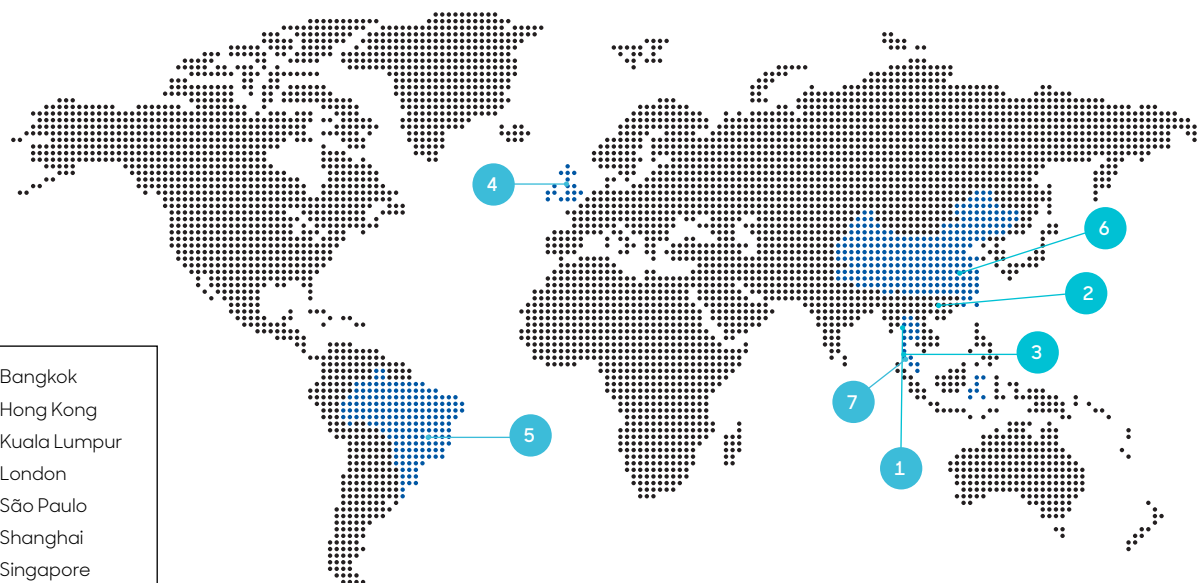 4
6
2
3
Bangkok
Hong Kong
7
5
Kuala Lumpur
1
London
São Paulo
Shanghai
Singapore